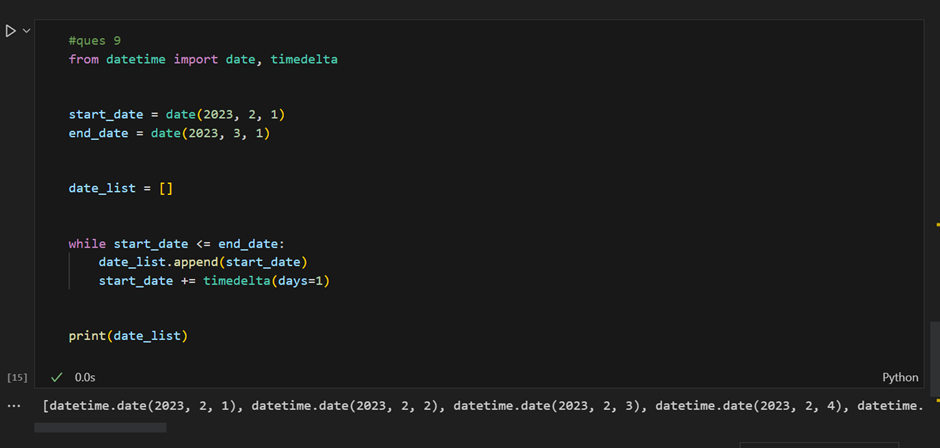 #ques 9
from datetime import date, timedelta
start_date = date(2023, 2, 1)
end_date = date(2023, 3, 1)
date_list = []
while start_date <= end_date:
    date_list.append(start_date)
    start_date += timedelta(days=1)
print(date_list)
[15] 0.0s Python
[datetime.date(2023, 2, 1), datetime.date(2023, 2, 2), datetime.date(2023, 2, 3), datetime.date(2023, 2, 4), datetime.